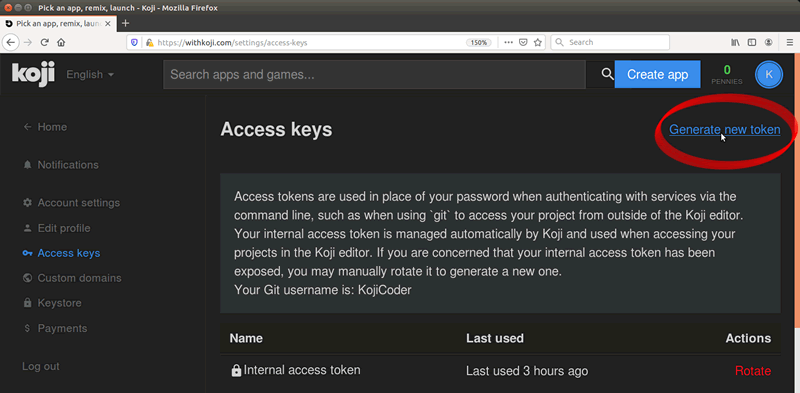 Pick an app, remix, launch - Koji - Mozilla Firefox
Pick an app, remix, laun
https://withkoji.com/settings/access-keys
150%
Search
koji
English
Search apps and games...
Create app
0
PENNIES
K
Home
Access keys
Generate new token
Notifications
Account settings
Edit profile
Access keys
Custom domains
Keystore
Payments
Log out
Access tokens are used in place of your password when authenticating with services via the
command line, such as when using `git` to access your project from outside of the Koji editor.
Your internal access token is managed automatically by Koji and used when accessing your
projects in the Koji editor. If you are concerned that your internal access token has been
exposed, you may manually rotate it to generate a new one.
Your Git username is: KojiCoder
Name Last used Actions
Internal access token Last used 3 hours ago Rotate